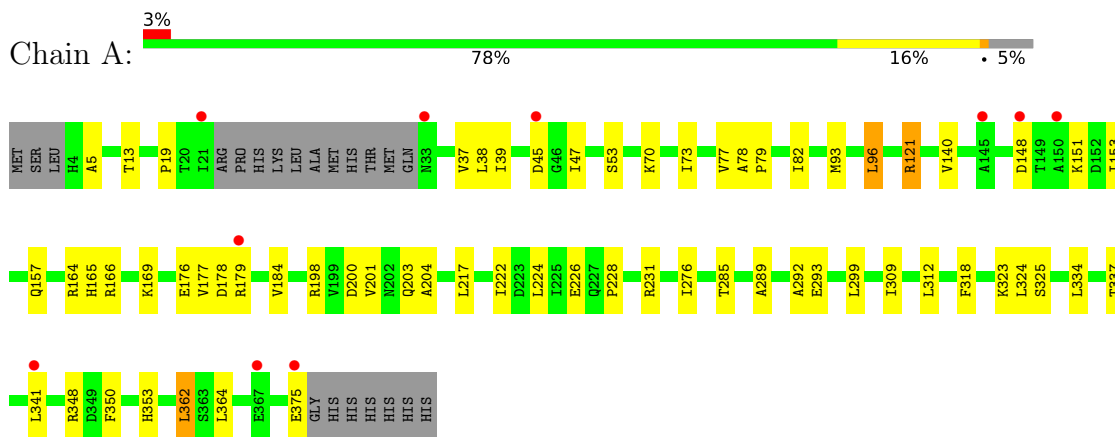 3%
Chain A:
78% 16% • 5%
MET SER LEU H4 A5 T13 P19 T20 I21 ARG PRO HIS LYS LEU ALA MET HIS THR MET GLN N33 V37 L38 I39 D45 G46 I47 S53 K70 I73 V77 A78 P79 I82 M93 L96 R121 V140 A145 D148 T149 A150 K151 D152 I153
Q157 R164 H165 R166 K169 E176 V177 D178 R179 V184 R198 V199 D200 V201 N202 Q203 A204 L217 I222 D223 L224 I225 E226 Q227 P228 R231 I276 T285 A289 A292 E293 L299 I309 L312 F318 K323 L324 S325 L334 T337
L341 R348 D349 F350 H353 L362 S363 L364 E367 E375 GLY HIS HIS HIS HIS HIS HIS